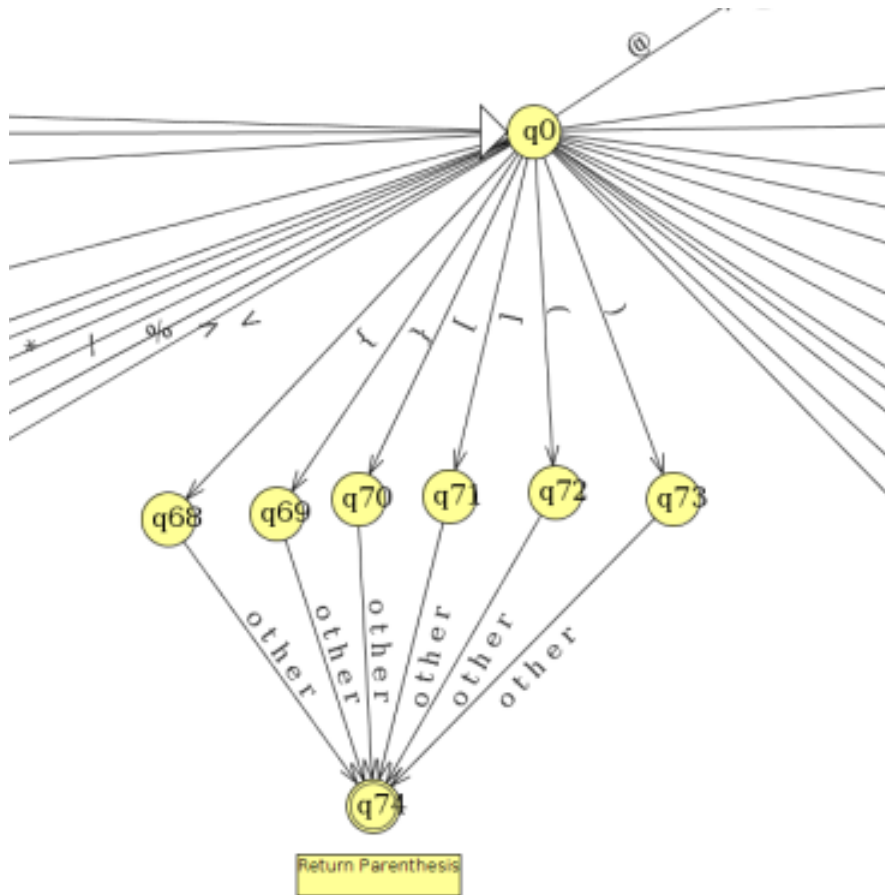 @
q0
* / % > <
{ } [ ] ( )
q68 q69 q70 q71 q72 q73
other other other other other other
q74
Return Parenthesis